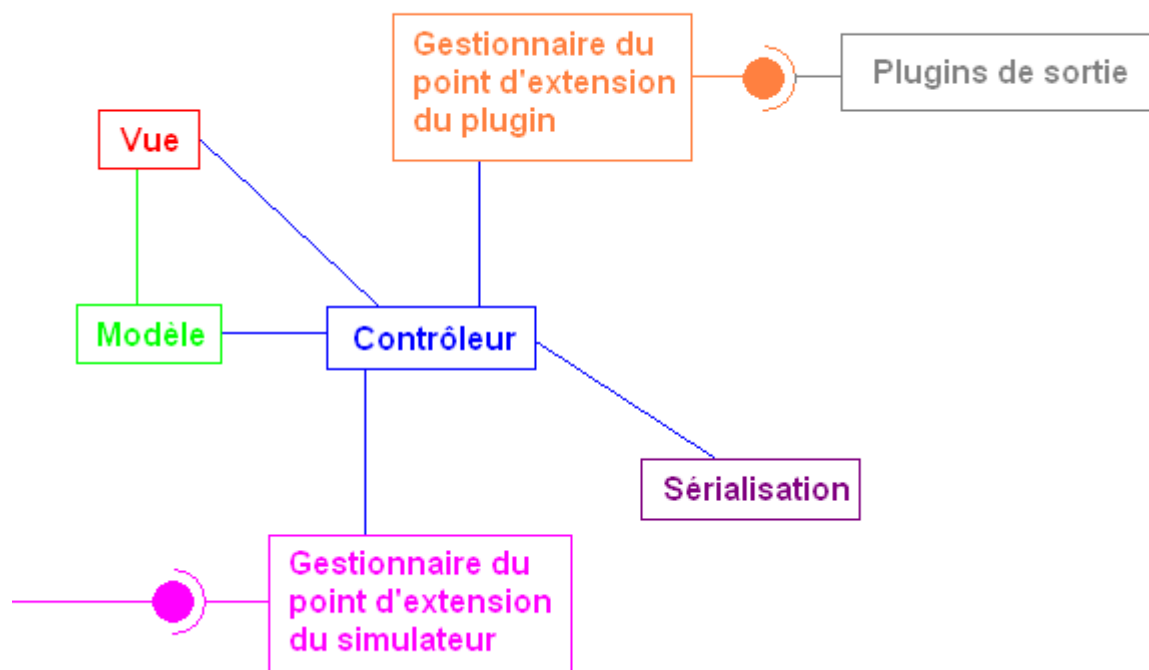 Gestionnaire du
point d'extension
du plugin
Plugins de sortie
Vue
Modèle
Contrôleur
Sérialisation
Gestionnaire du
point d'extension
du simulateur